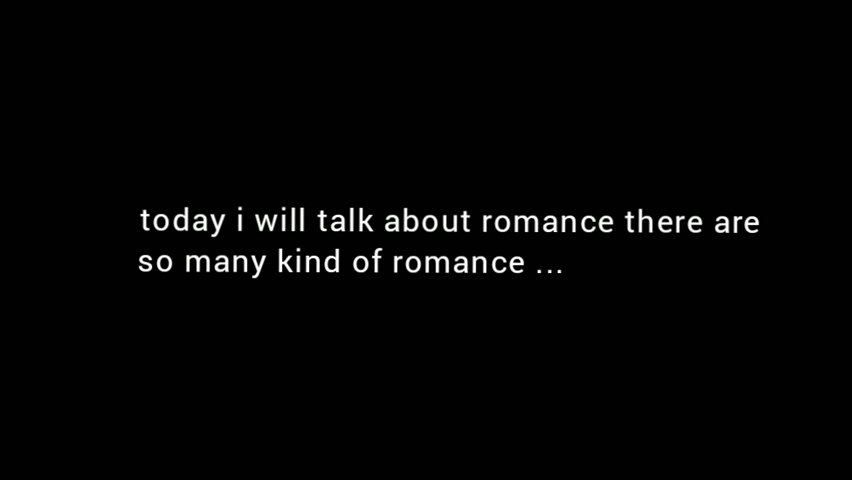 today i will talk about romance there are
so many kind of romance ...